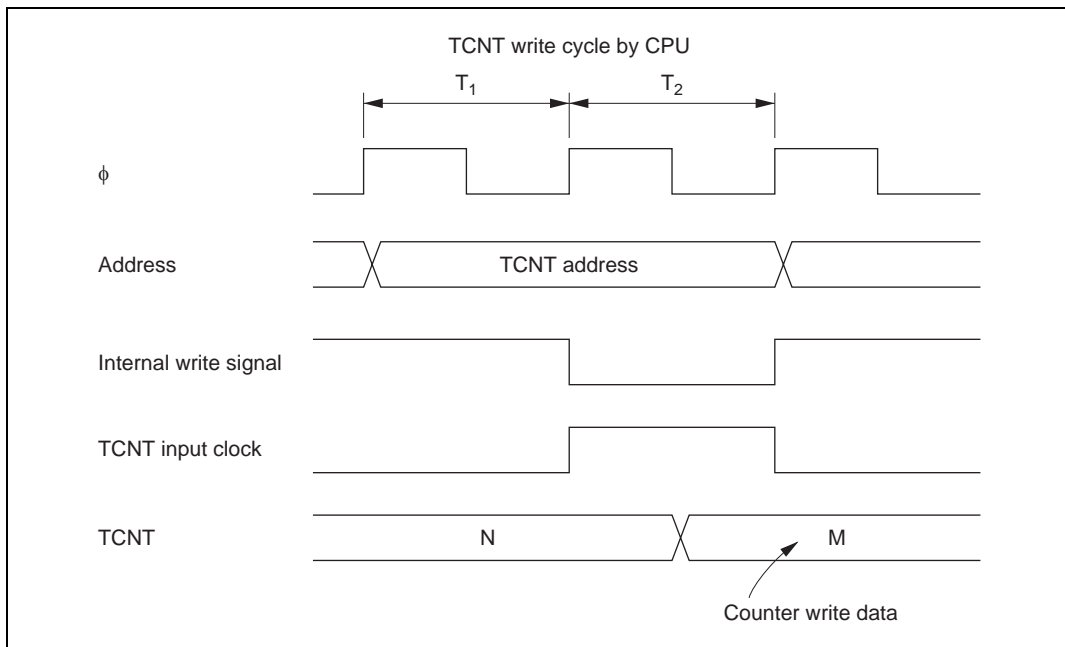 TCNT write cycle by CPU
T1 T2
ϕ
Address TCNT address
Internal write signal
TCNT input clock
TCNT N M
Counter write data